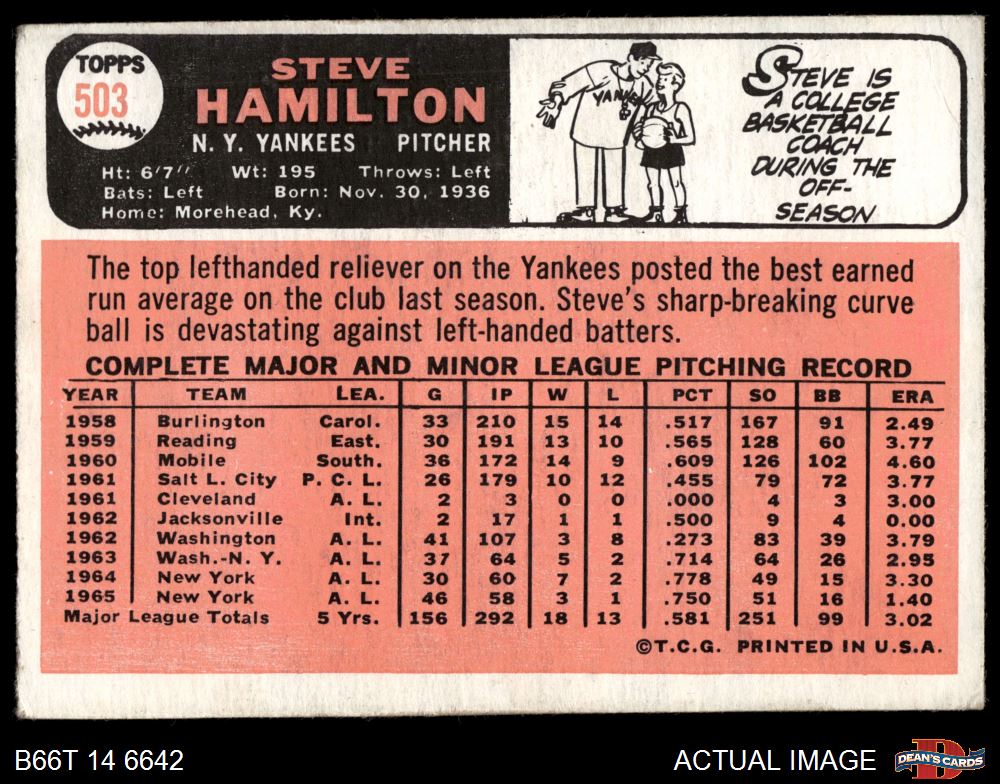 TOPPS
503
STEVE
HAMILTON
N. Y. YANKEES PITCHER
Ht: 6'7" Wt: 195 Throws: Left
Bats: Left Born: Nov. 30, 1936
Home: Morehead, Ky.
YANK
STEVE IS
A COLLEGE
BASKETBALL
COACH
DURING THE
OFF-
SEASON
The top lefthanded reliever on the Yankees posted the best earned
run average on the club last season. Steve's sharp-breaking curve
ball is devastating against left-handed batters.
COMPLETE MAJOR AND MINOR LEAGUE PITCHING RECORD
YEAR TEAM LEA. G IP W L PCT SO BB ERA
1958 Burlington Carol. 33 210 15 14 .517 167 91 2.49
1959 Reading East. 30 191 13 10 .565 128 60 3.77
1960 Mobile South. 36 172 14 9 .609 126 102 4.60
1961 Salt L. City P. C. L. 26 179 10 12 .455 79 72 3.77
1961 Cleveland A. L. 2 3 0 0 .000 4 3 3.00
1962 Jacksonville Int. 2 17 1 1 .500 9 4 0.00
1962 Washington A. L. 41 107 3 8 .273 83 39 3.79
1963 Wash.-N. Y. A. L. 37 64 5 2 .714 64 26 2.95
1964 New York A. L. 30 60 7 2 .778 49 15 3.30
1965 New York A. L. 46 58 3 1 .750 51 16 1.40
Major League Totals 5 Yrs. 156 292 18 13 .581 251 99 3.02
©T.C.G. PRINTED IN U.S.A.
B66T 14 6642 ACTUAL IMAGE
DEAN'S CARDS